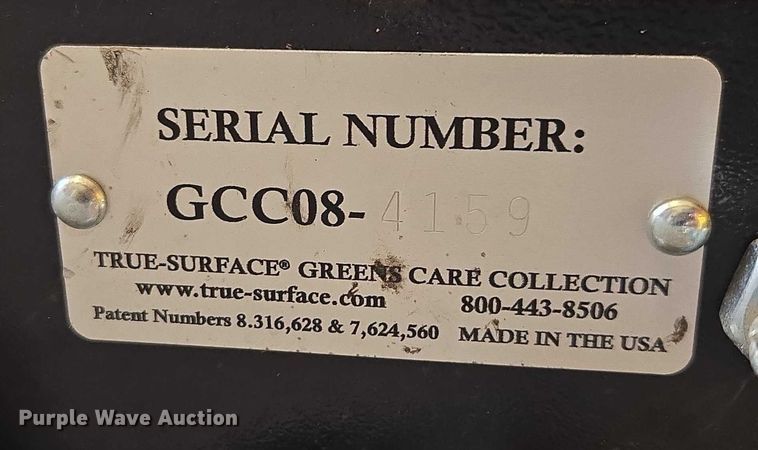 SERIAL NUMBER:
GCC08-4159
TRUE-SURFACE® GREENS CARE COLLECTION
www.true-surface.com 800-443-8506
Patent Numbers 8.316,628 & 7,624,560 MADE IN THE USA
Purple Wave Auction